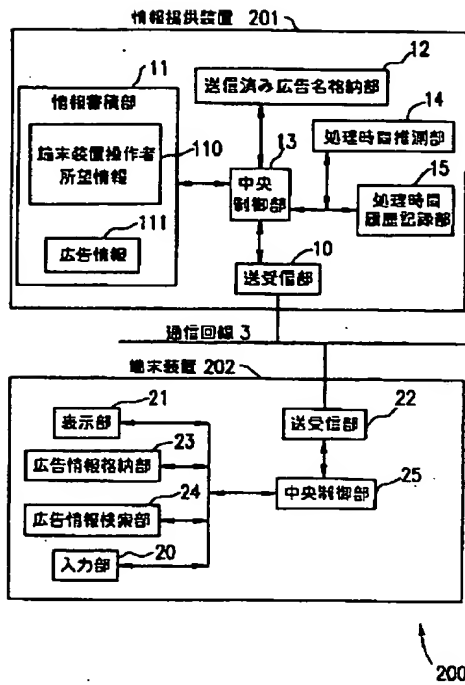 情報提供装置 201
11
情報蓄積部
端末装置操作者
所望情報
110
111
広告情報
12
送信済み広告名格納部
13
中央
制御部
14
処理時間推測部
15
処理時間
履歴記録部
10
送受信部
通信回線 3
端末装置 202
21
表示部
23
広告情報格納部
24
広告情報検索部
20
入力部
22
送受信部
25
中央制御部
200